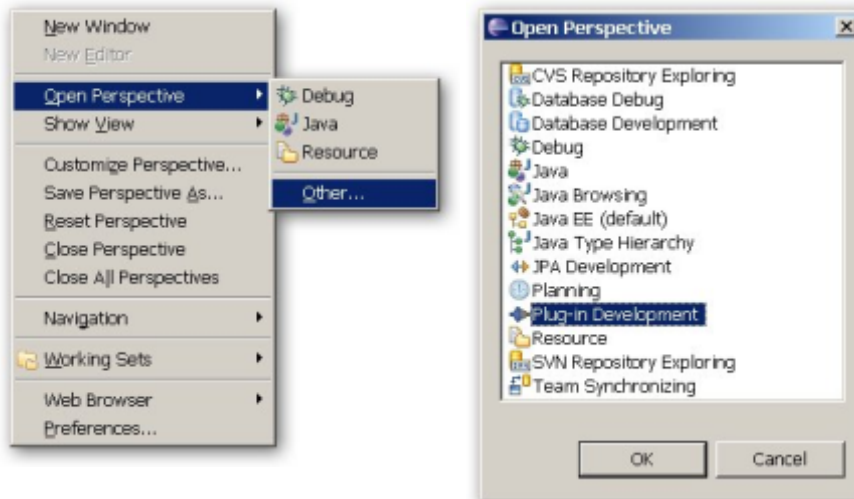 New Window
New Editor
Open Perspective
Show View
Customize Perspective...
Save Perspective As...
Reset Perspective
Close Perspective
Close All Perspectives
Navigation
Working Sets
Web Browser
Preferences...
Debug
Java
Resource
Other...
Open Perspective
CVS Repository Exploring
Database Debug
Database Development
Debug
Java
Java Browsing
Java EE (default)
Java Type Hierarchy
JPA Development
Planning
Plug-in Development
Resource
SVN Repository Exploring
Team Synchronizing
OK
Cancel